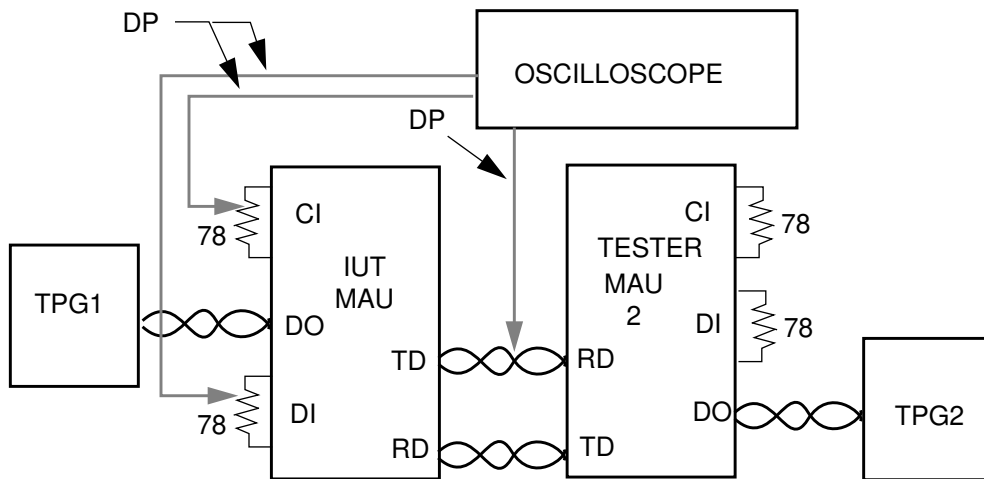 DP
OSCILLOSCOPE
DP
CI
78
IUT
MAU
TPG1
DO
TD
DI
78
RD
CI
78
TESTER
MAU
2
DI
78
RD
DO
TD
TPG2